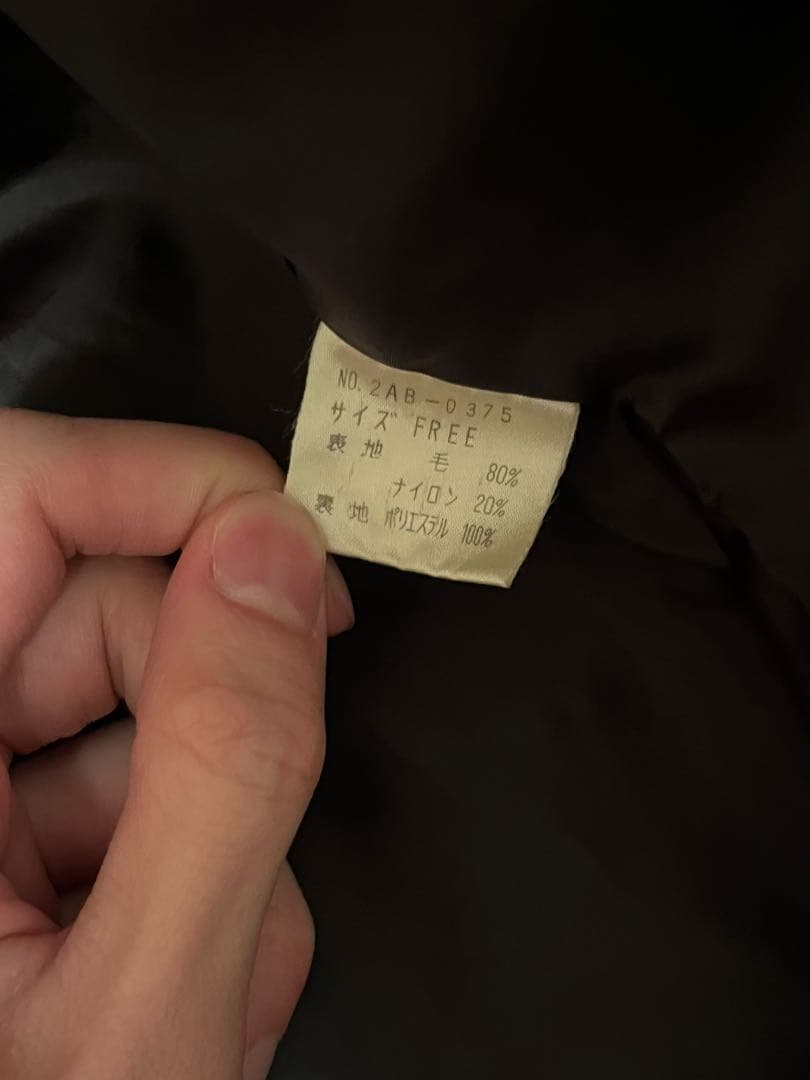 NO. 2AB-0375
サイズ FREE
表地 毛 80%
ナイロン 20%
裏地 ポリエステル 100%